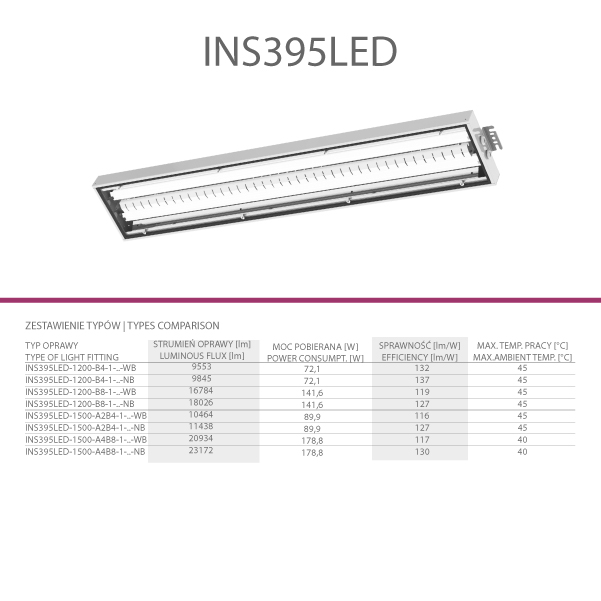 INS395LED
ZESTAWIENIE TYPÓW | TYPES COMPARISON
TYP OPRAWY STRUMIEŃ OPRAWY [lm] MOC POBIERANA [W] SPRAWNOŚĆ [lm/W] MAX. TEMP. PRACY [°C]
TYPE OF LIGHT FITTING LUMINOUS FLUX [lm] POWER CONSUMPT. [W] EFFICIENCY [lm/W] MAX.AMBIENT TEMP. [°C]
INS395LED-1200-B4-1-..-WB 9553 72,1 132 45
INS395LED-1200-B4-1-..-NB 9845 72,1 137 45
INS395LED-1200-B8-1-..-WB 16784 141,6 119 45
INS395LED-1200-B8-1-..-NB 18026 141,6 127 45
INS395LED-1500-A2B4-1-..-WB 10464 89,9 116 45
INS395LED-1500-A2B4-1-..-NB 11438 89,9 127 45
INS395LED-1500-A4B8-1-..-WB 20934 178,8 117 40
INS395LED-1500-A4B8-1-..-NB 23172 178,8 130 40